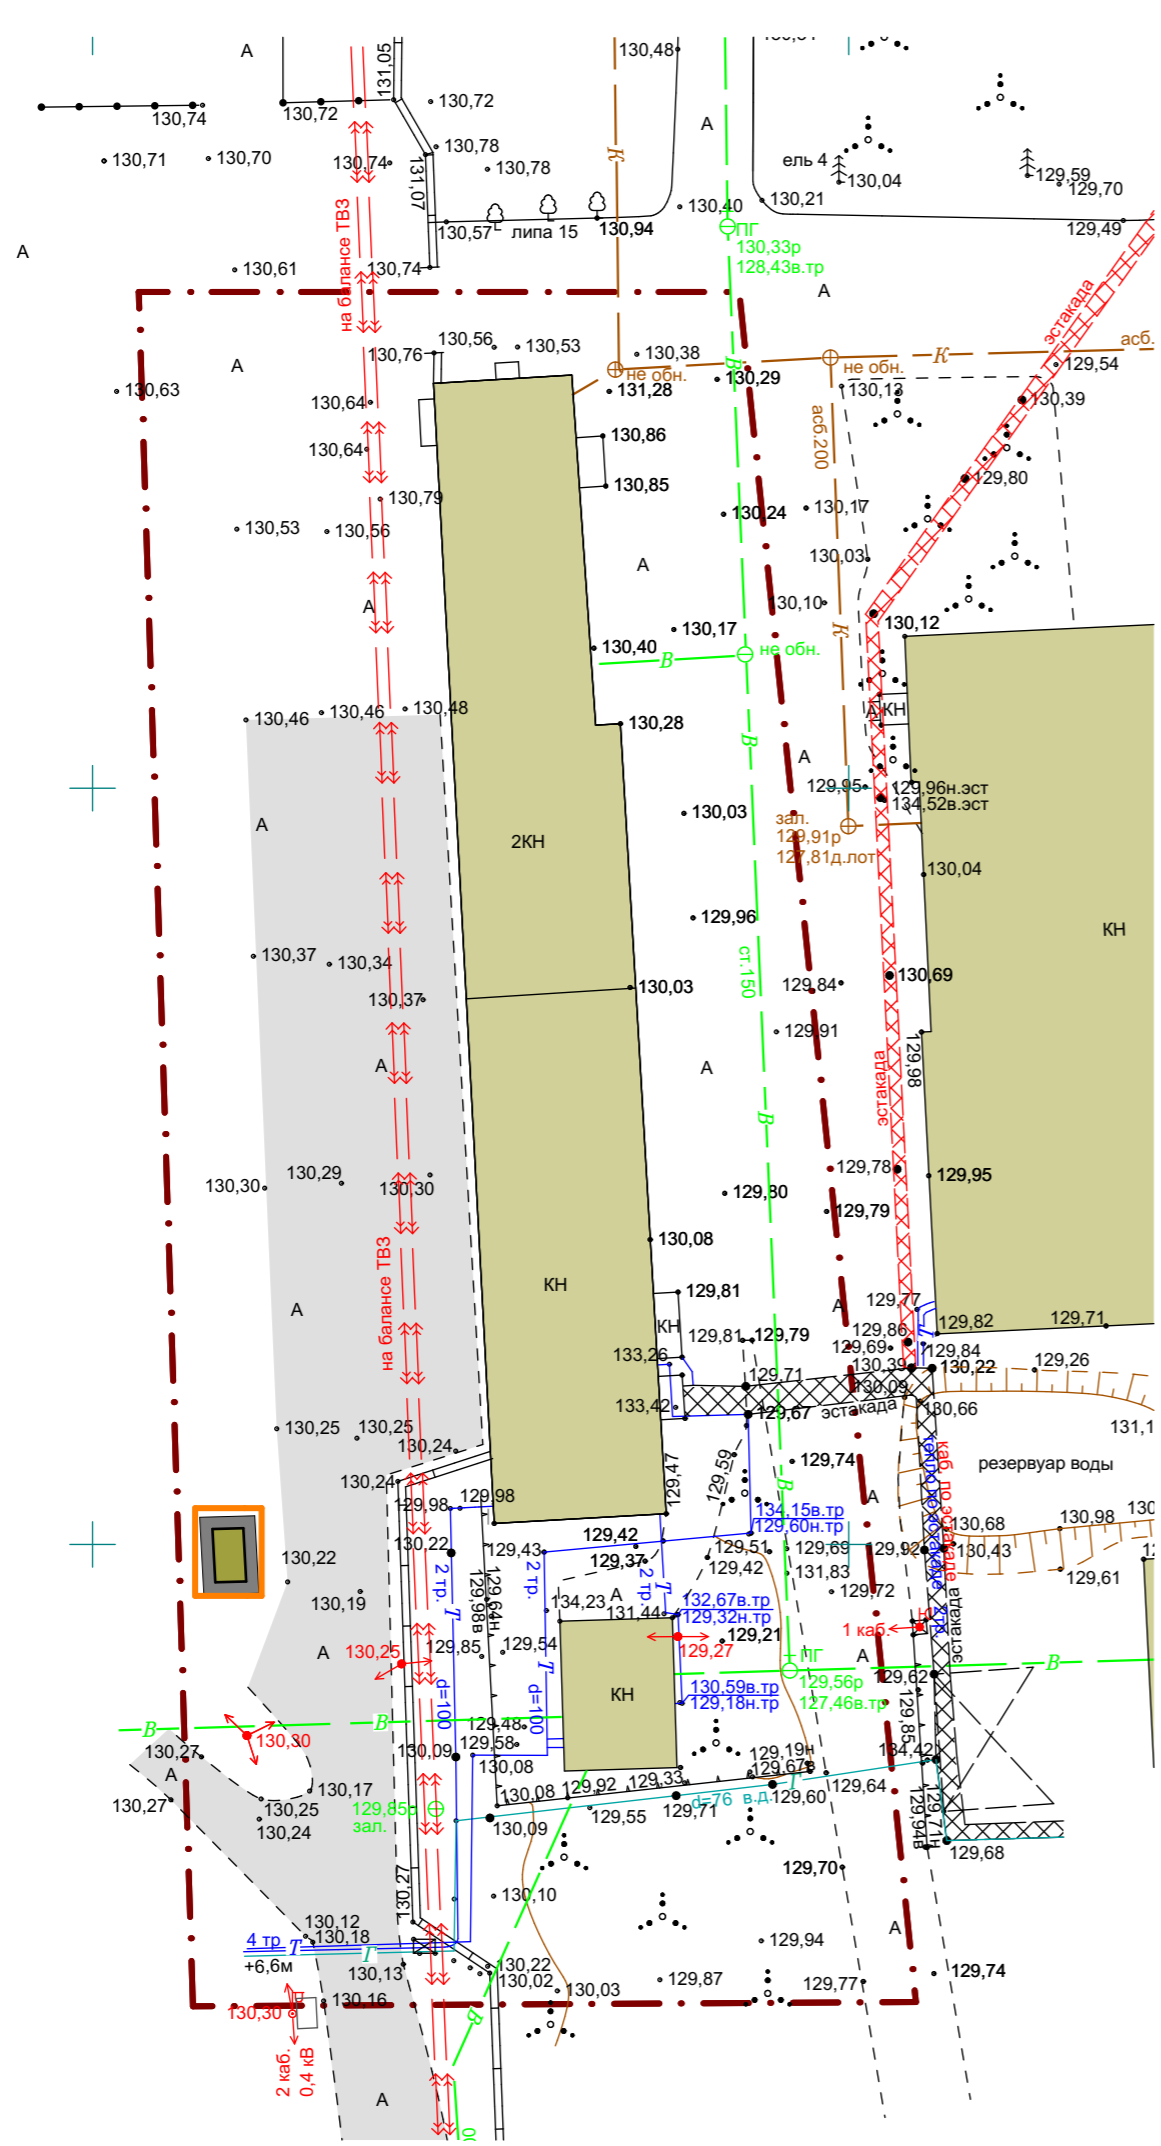 130,48
А
131,05
130,72
130,74
130,72
А
130,78
130,71
130,70
130,74
130,78
ель 4
130,04
129,59
129,70
131,07
К
130,40
130,21
130,57
липа 15
130,94
129,49
ПГ
130,33р
128,43в.тр
на балансе ТВЗ
А
130,61
130,74
А
эстакада
130,76
130,56
130,53
130,38
В
К
асб.
не обн.
не обн.
129,54
А
130,63
131,28
130,29
130,13
130,39
130,64
130,86
асб.200
130,64
130,85
129,80
130,79
130,24
130,17
130,53
130,56
А
130,03
А
130,10
130,17
К
130,12
130,40
В
не обн.
130,46
130,46
130,48
А
КН
130,28
В
А
129,95
129,96н.эст
134,52в.эст
130,03
А
зал.
129,91р
127,81д.лот
2КН
130,04
129,96
КН
130,37
130,34
ст.150
130,69
130,37
130,03
129,84
129,91
129,98
А
А
эстакада
В
130,30
130,29
130,30
129,80
129,78
129,95
129,79
130,08
на балансе ТВЗ
КН
129,81
А
А
129,77
КН
129,81
129,79
129,86
Т
129,82
129,71
129,69
129,84
133,26
129,71
130,39
130,22
129,26
130,09
133,42
129,67
эстакада
130,66
131,1
130,25
130,25
130,24
129,74
резервуар воды
130,24
129,47
129,59
В
каб. по эстакаде
тепло по эстакаде 2тр
129,98
129,98
А
134,15в.тр
129,60н.тр
130,68
130,98
130
130,22
129,43
129,42
129,51
129,69
129,92
130,43
129,37
129,42
131,83
129,61
130,22
130,19
2 тр.
Т
129,98в
129,64н
2 тр.
2 тр.
Т
А
129,72
134,23
131,44
132,67в.тр
129,32н.тр
1 каб.
эстакада
А
130,25
129,85
129,54
129,27
129,21
А
ПГ
129,56р
127,46в.тр
129,62
В
Т
КН
130,59в.тр
129,18н.тр
d=100
d=100
В
В
129,48
129,85
130,30
130,27
130,09
129,58
130,08
134,42
129,19н
129,67в
А
130,17
130,08
129,92
129,33
Г
129,64
130,27
130,25
129,85р
зал.
129,71
d=76 в.д.
129,60
130,24
130,09
129,55
129,94в
129,71н
129,68
130,27
129,70
130,10
А
130,12
4 тр
Т
130,18
Г
129,94
+6,6м
130,13
130,22
130,02
130,03
129,87
129,77
129,74
130,16
130,30
В
2 каб.
0,4 кВ
А